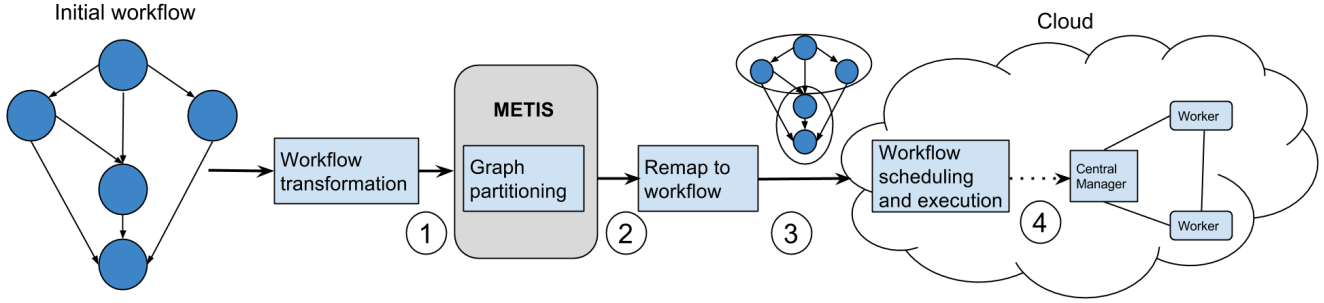 Initial workflow
Workflow
transformation
1
METIS
Graph
partitioning
2
Remap to
workflow
3
Cloud
Workflow
scheduling
and execution
4
Central
Manager
Worker
Worker